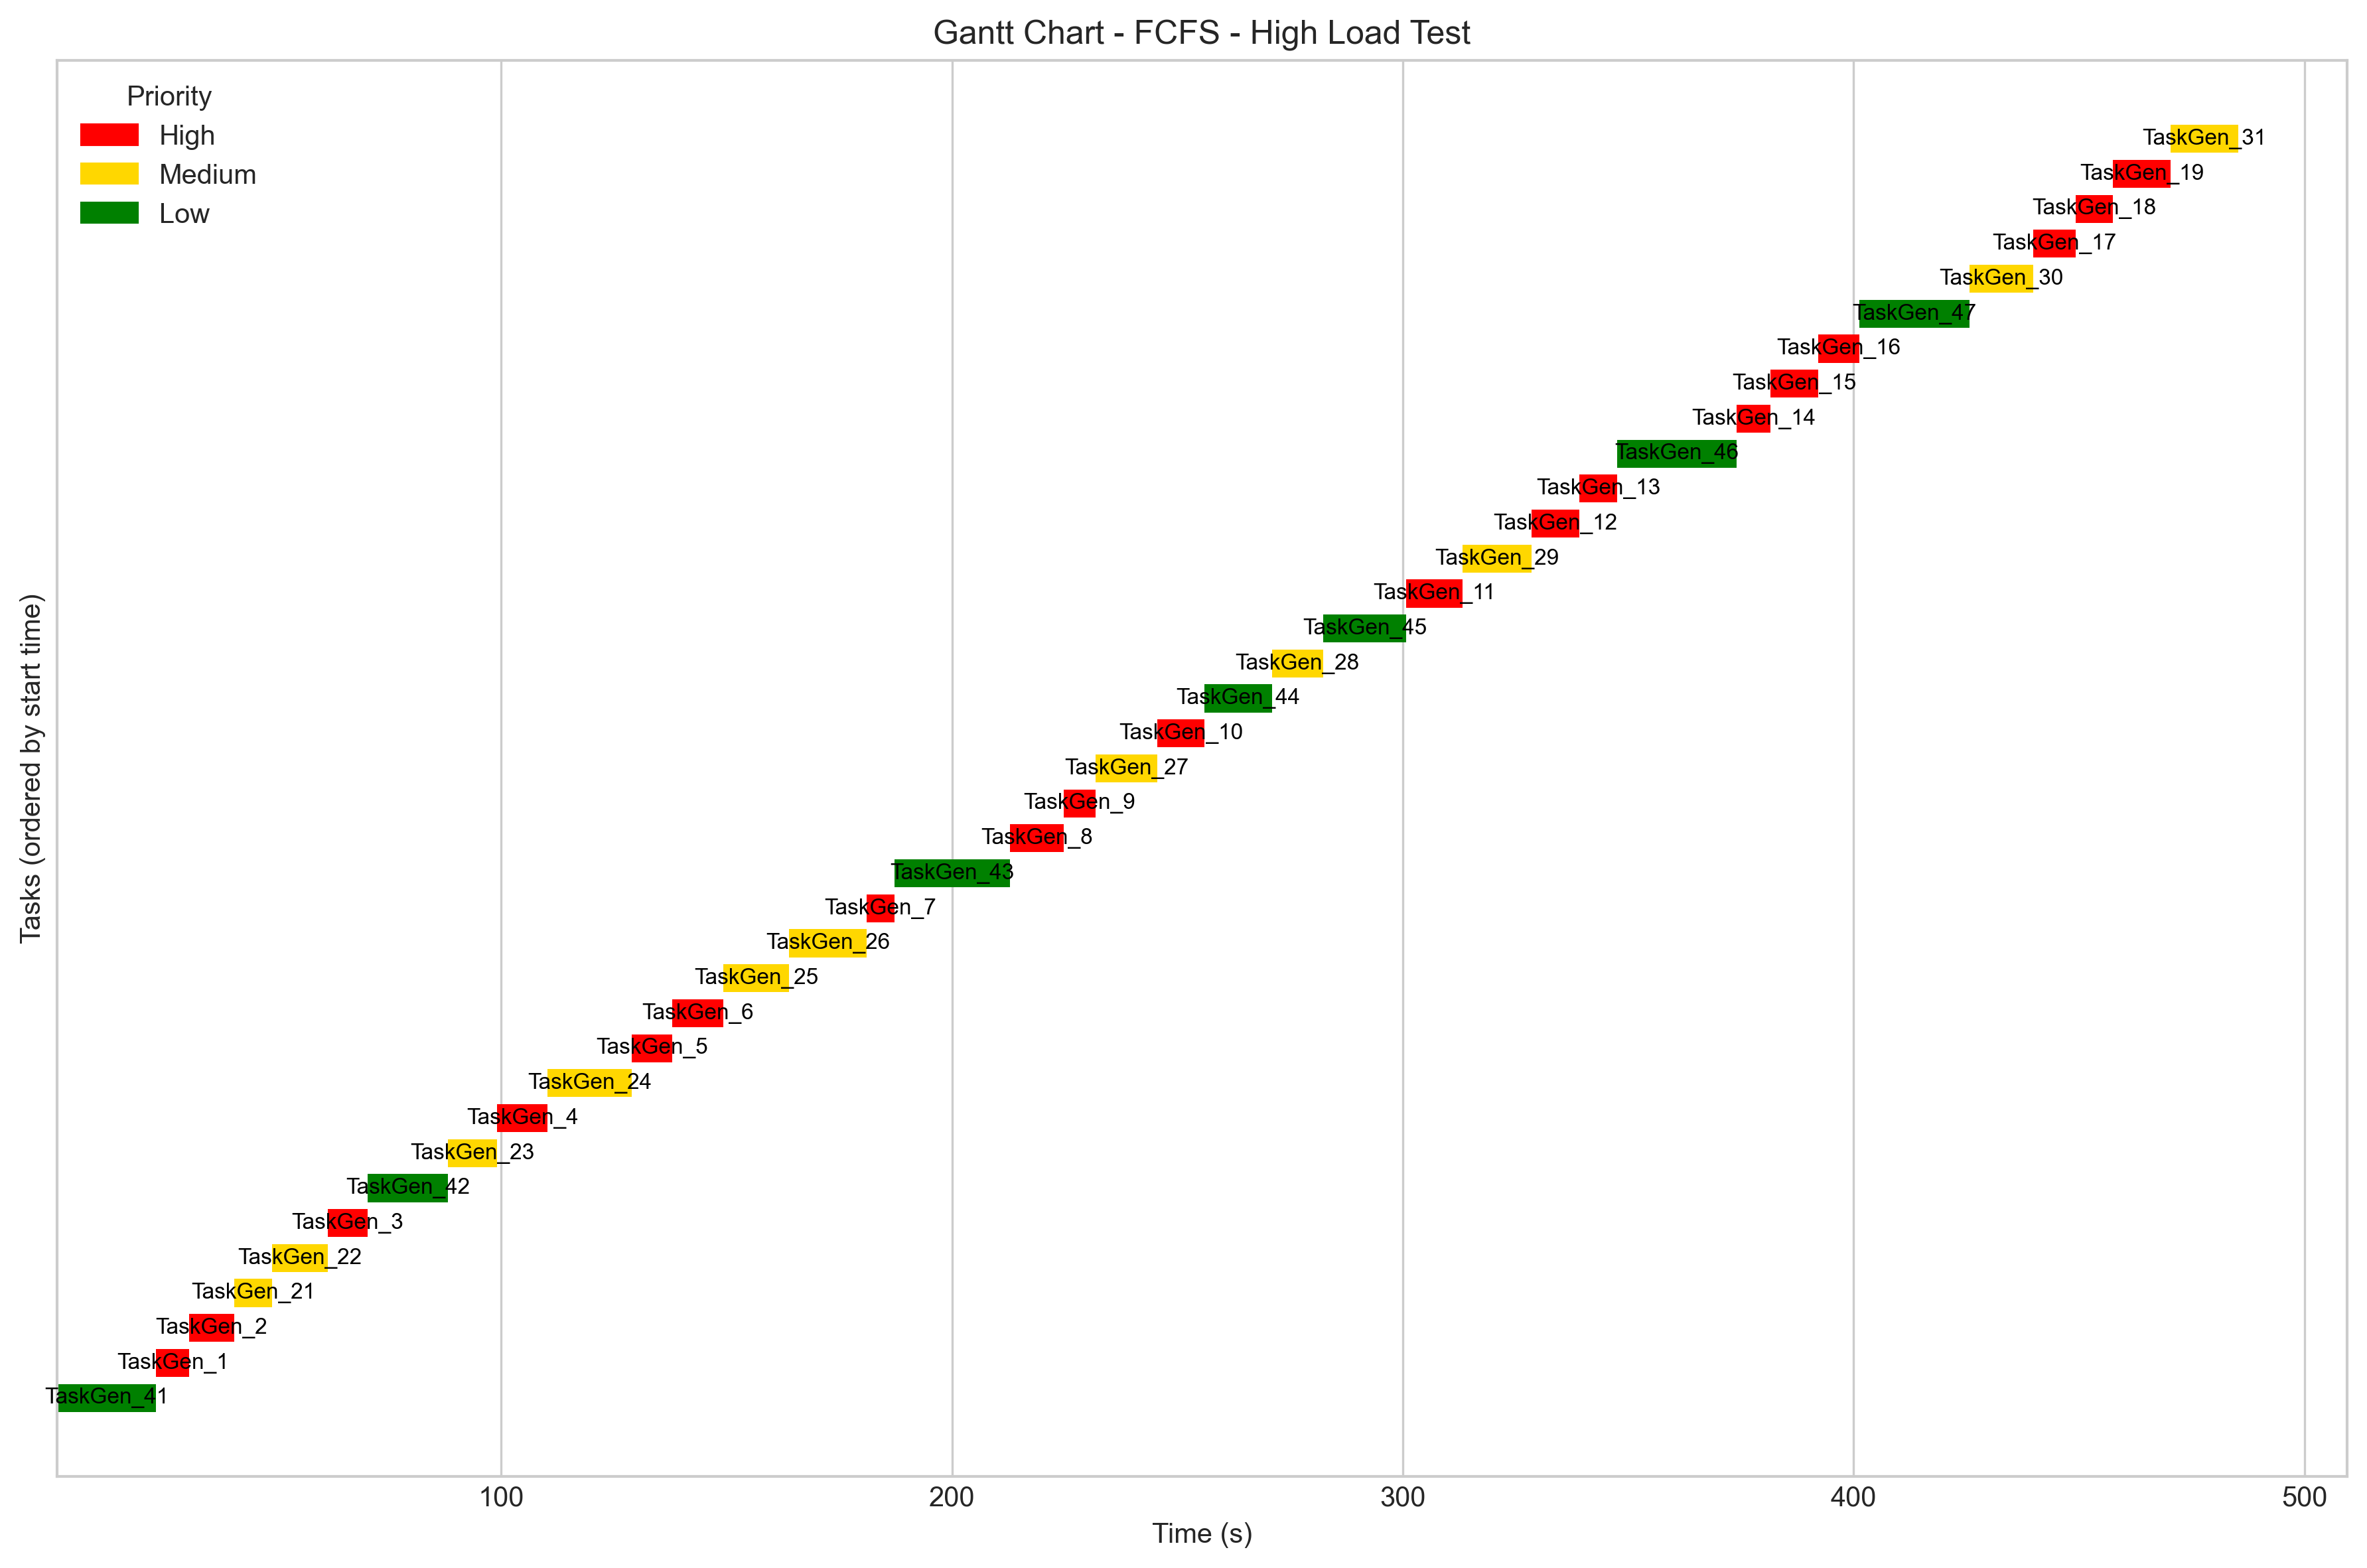 Gantt Chart - FCFS - High Load Test
Priority
High
Medium
Low
TaskGen_31
TaskGen_19
TaskGen_18
TaskGen_17
TaskGen_30
TaskGen_47
TaskGen_16
TaskGen_15
TaskGen_14
TaskGen_46
TaskGen_13
TaskGen_12
TaskGen_29
TaskGen_11
TaskGen_45
TaskGen_28
TaskGen_44
TaskGen_10
TaskGen_27
TaskGen_9
TaskGen_8
TaskGen_43
TaskGen_7
TaskGen_26
TaskGen_25
TaskGen_6
TaskGen_5
TaskGen_24
TaskGen_4
TaskGen_23
TaskGen_42
TaskGen_3
TaskGen_22
TaskGen_21
TaskGen_2
TaskGen_1
TaskGen_41
Tasks (ordered by start time)
100 200 300 400 500
Time (s)